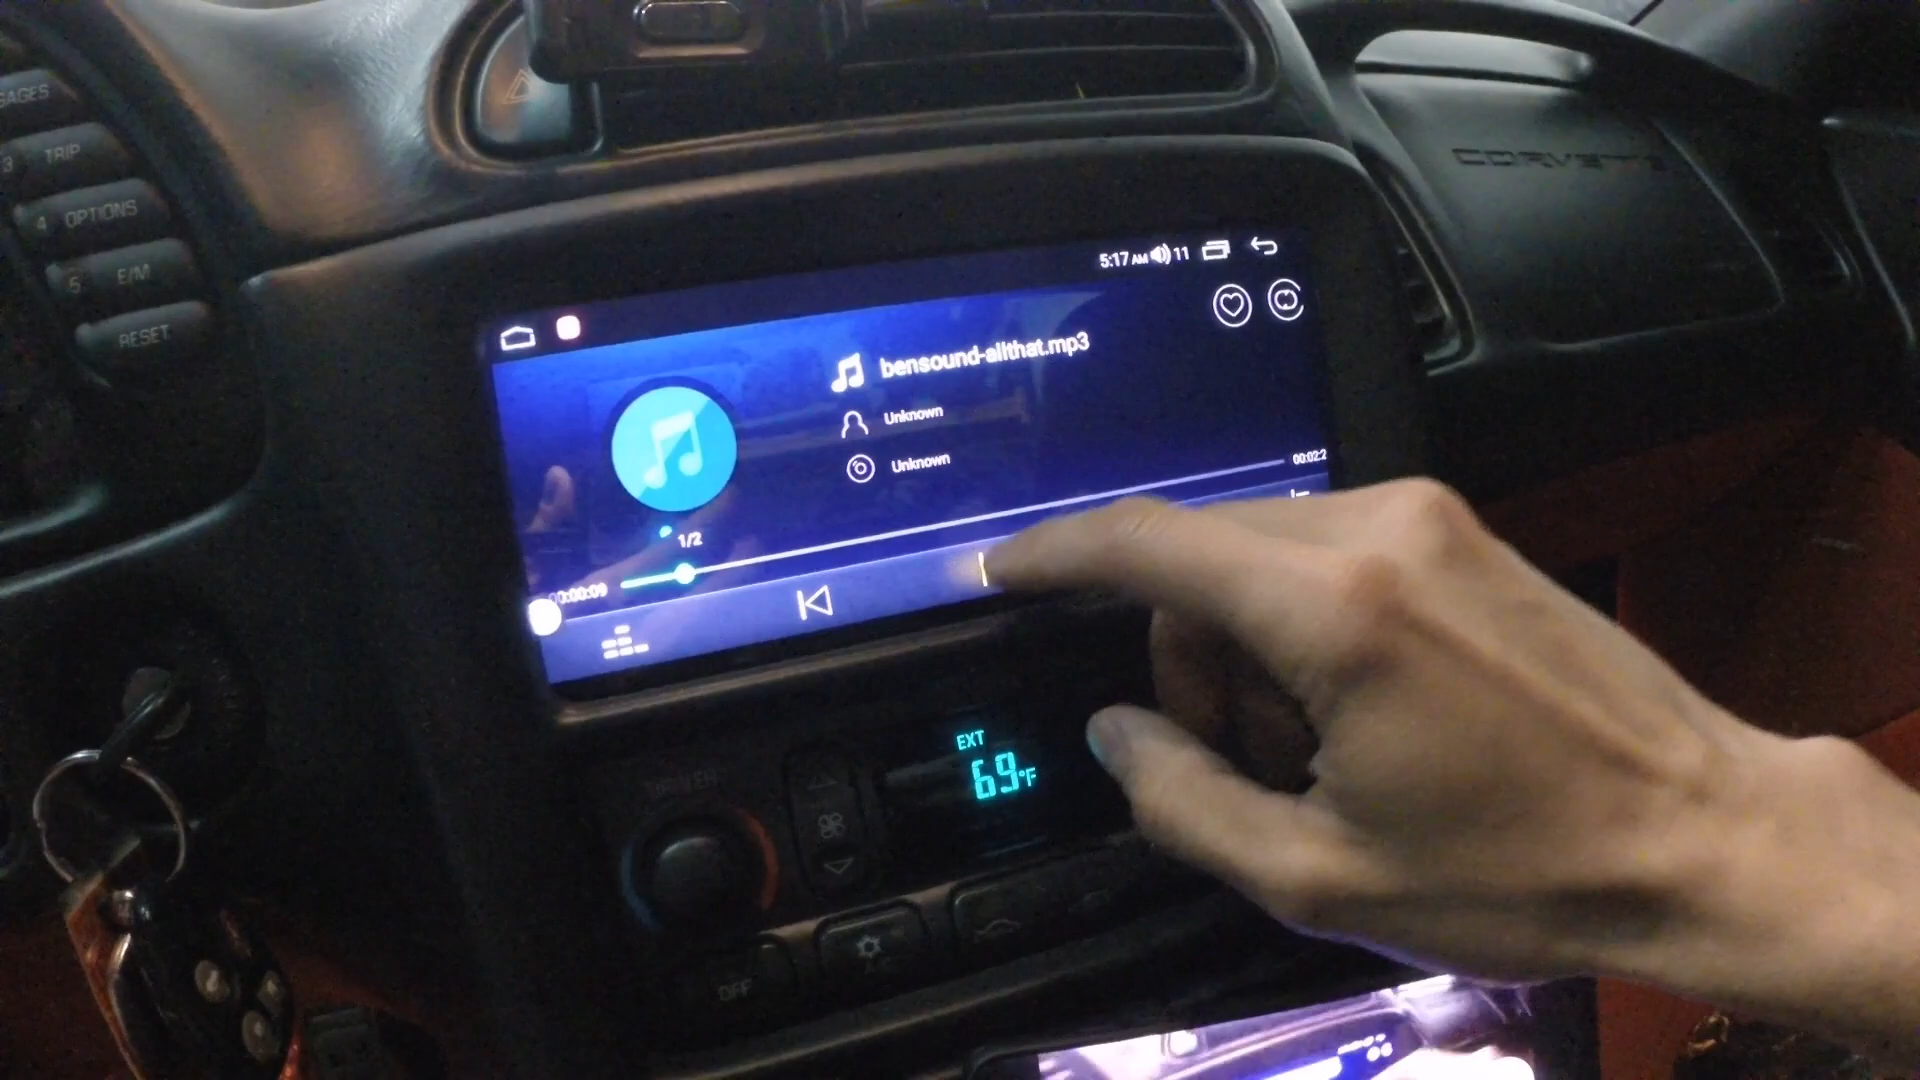 SAGES
3 TRIP
4 OPTIONS
5 E/M
RESET
CORVETTE
5:17 AM 11
bensound-allthat.mp3
Unknown
Unknown
00:02:2
1/2
00:00:09
EXT
69°F
OFF